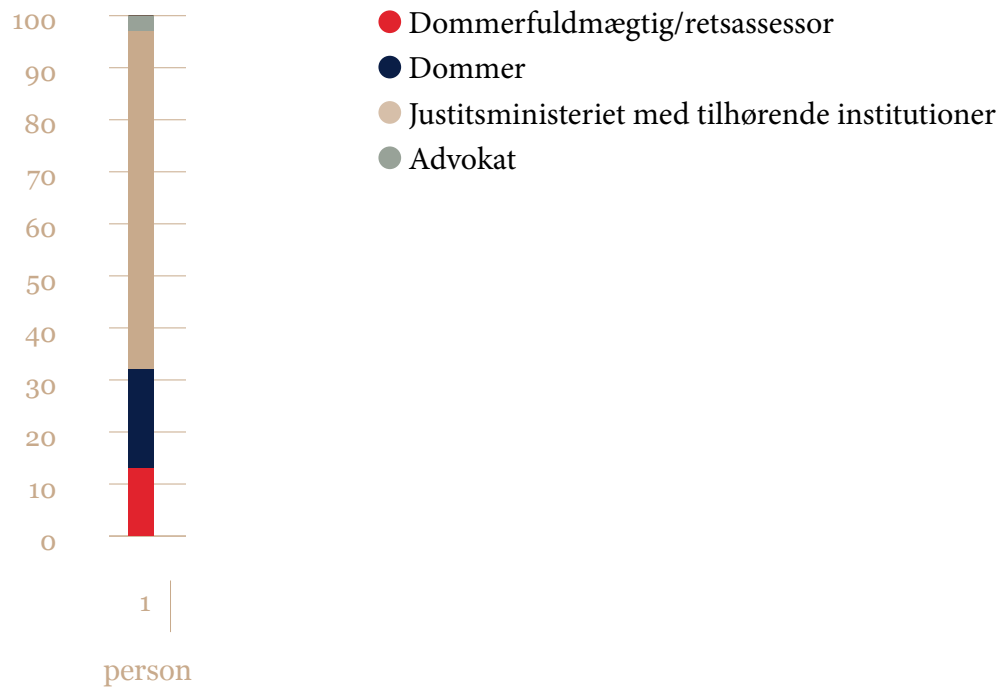 100
90
80
70
60
50
40
30
20
10
0
1
person
Dommerfuldmægtig/retsassessor
Dommer
Justitsministeriet med tilhørende institutioner
Advokat